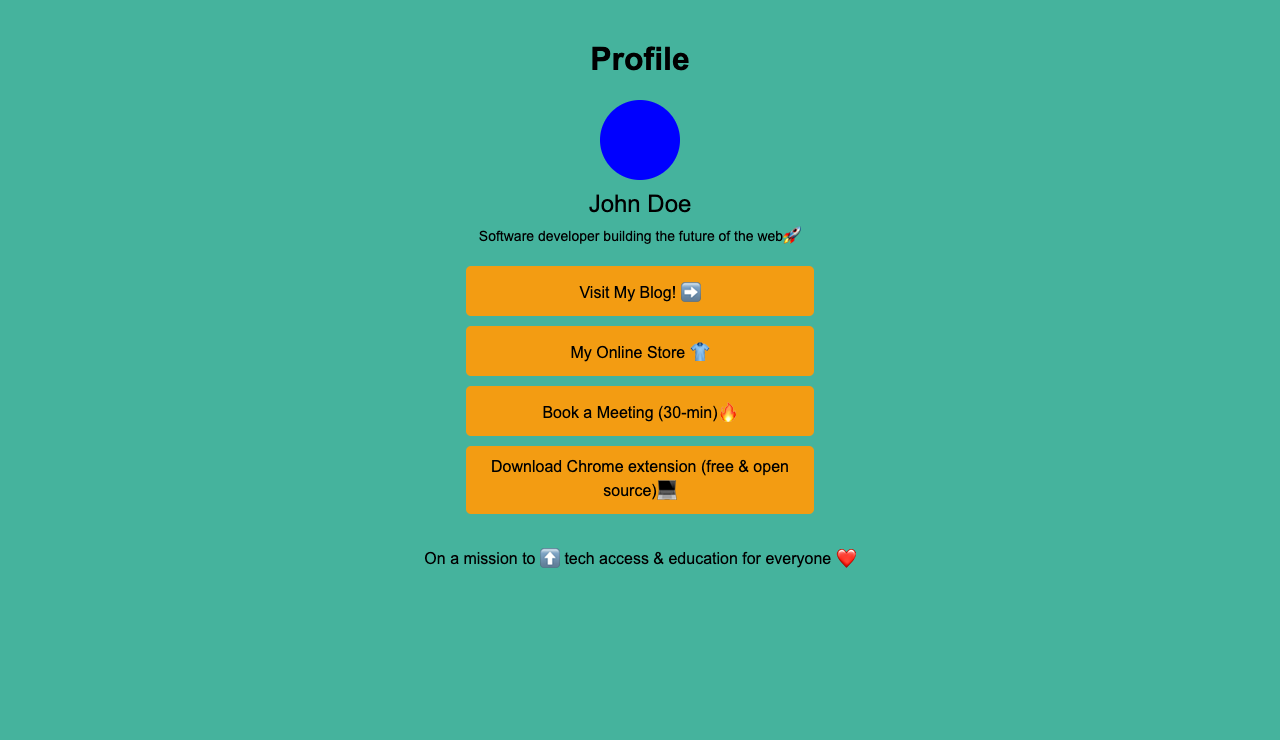 Profile
John Doe
Software developer building the future of the web🚀
Visit My Blog! ➡️
My Online Store 👕
Book a Meeting (30-min)🔥
Download Chrome extension (free & open
source)💻
On a mission to ⬆️ tech access & education for everyone ❤️